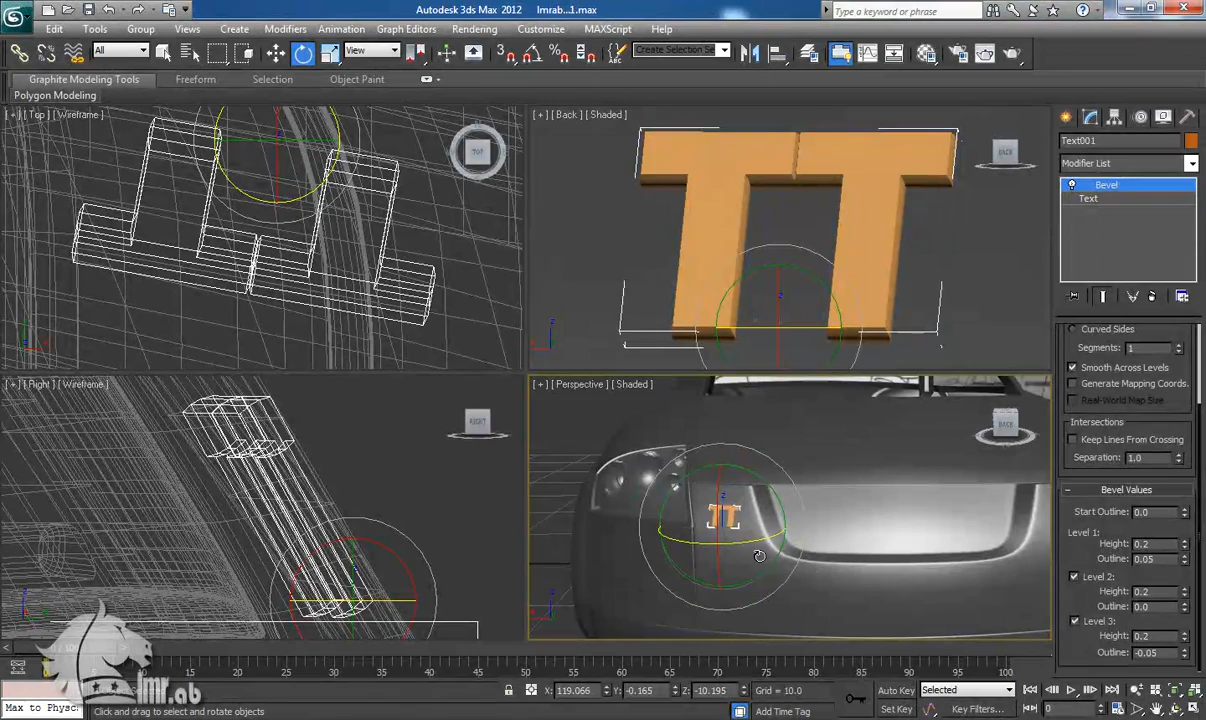 Autodesk 3ds Max 2012
lmrab...1.max
Type a keyword or phrase
Edit Tools Group Views Create Modifiers Animation Graph Editors Rendering Customize MAXScript Help
All
View
Create Selection Se
Graphite Modeling Tools Freeform Selection Object Paint
Polygon Modeling
[ + ] [ Top ] [ Wireframe ]
TOP
[ + ] [ Back ] [ Shaded ]
BACK
TT
Text001
Modifier List
Bevel
Text
Curved Sides
Segments: 1
Smooth Across Levels
Generate Mapping Coords.
Real-World Map Size
Intersections
Keep Lines From Crossing
Separation: 1.0
Bevel Values
Start Outline: 0.0
Level 1:
Height: 0.2
Outline: 0.05
Level 2:
Height: 0.2
Outline: 0.0
Level 3:
Height: 0.2
Outline: -0.05
[ + ] [ Right ] [ Wireframe ]
RIGHT
[ + ] [ Perspective ] [ Shaded ]
BACK
TT
20 25 30 35 40 45 50 55 60 65 70 75 80 85 90 95 100
X: 119.066 Y: -0.165 Z: -10.195 Grid = 10.0
Auto Key Selected
Max to Physc
Click and drag to select and rotate objects
Add Time Tag
Set Key Key Filters... 0
lmr.ab